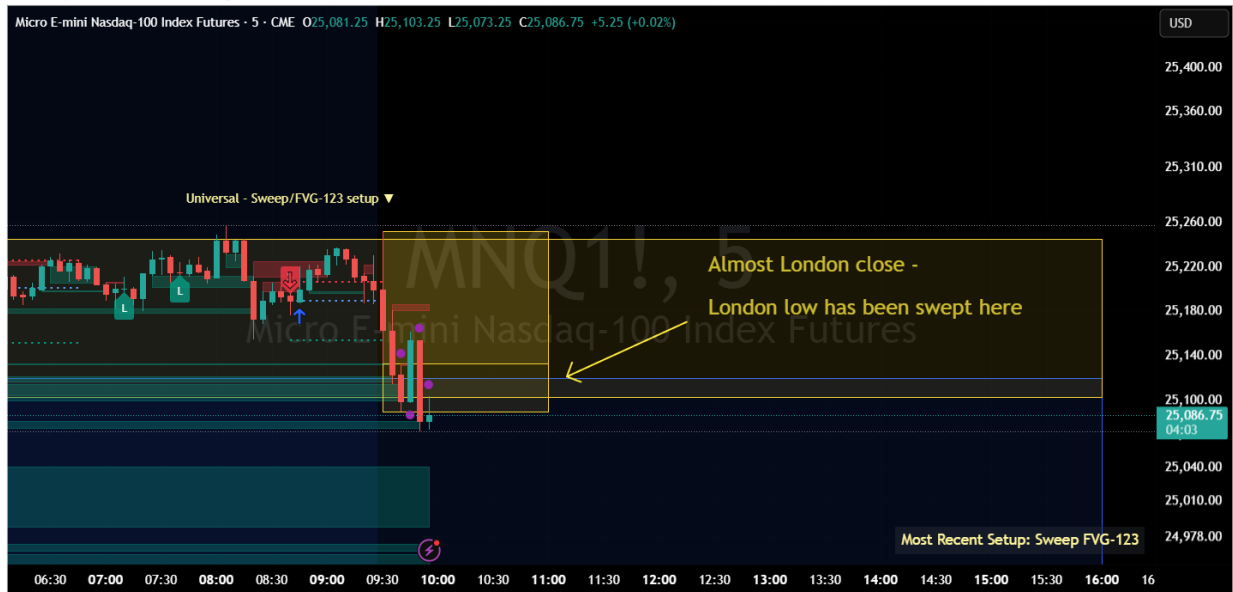 Micro E-mini Nasdaq-100 Index Futures · 5 · CME O25,081.25 H25,103.25 L25,073.25 C25,086.75 +5.25 (+0.02%)
USD
25,400.00
25,360.00
25,310.00
Universal - Sweep/FVG-123 setup ▼
25,260.00
MNQ1!, 5
Almost London close -
25,220.00
L
L
London low has been swept here
25,180.00
Micro E-mini Nasdaq-100 Index Futures
25,140.00
25,100.00
25,086.75
04:03
25,040.00
25,010.00
Most Recent Setup: Sweep FVG-123
24,978.00
06:30 07:00 07:30 08:00 08:30 09:00 09:30 10:00 10:30 11:00 11:30 12:00 12:30 13:00 13:30 14:00 14:30 15:00 15:30 16:00 16